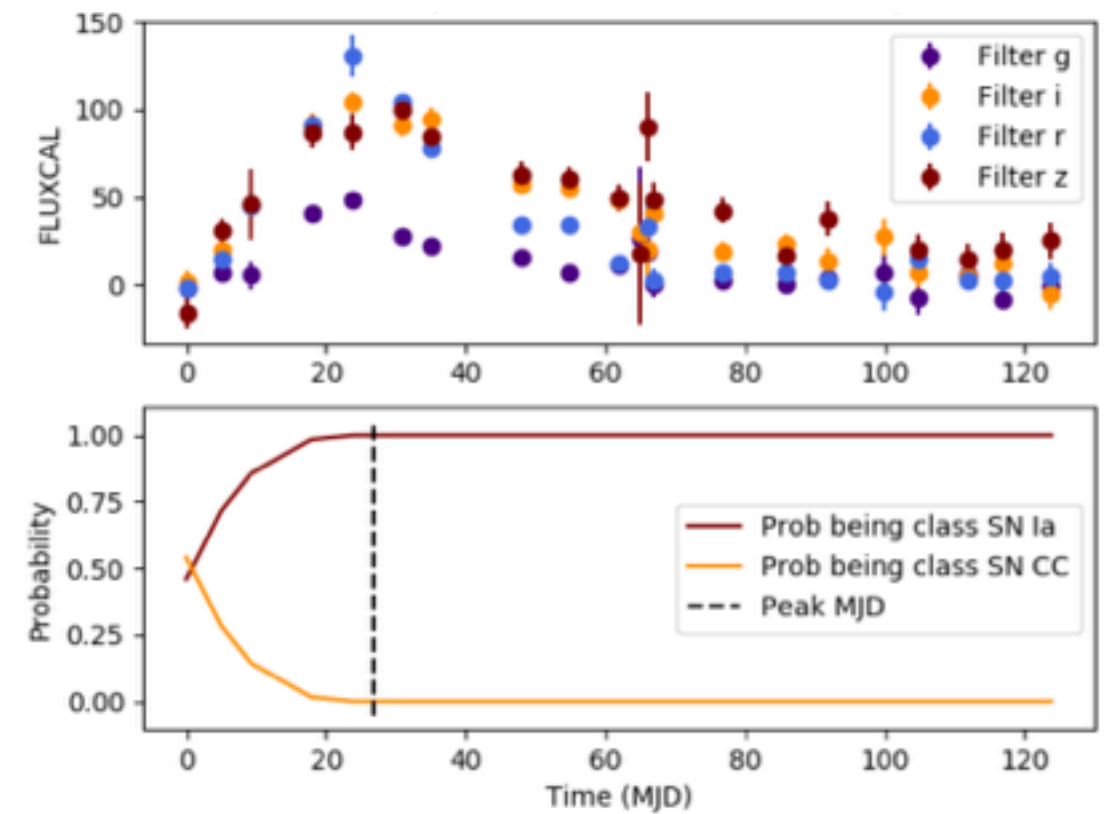 150
100
50
0
FLUXCAL
Filter g
Filter i
Filter r
Filter z
0 20 40 60 80 100 120
1.00
0.75
0.50
0.25
0.00
Probability
Prob being class SN Ia
Prob being class SN CC
Peak MJD
0 20 40 60 80 100 120
Time (MJD)